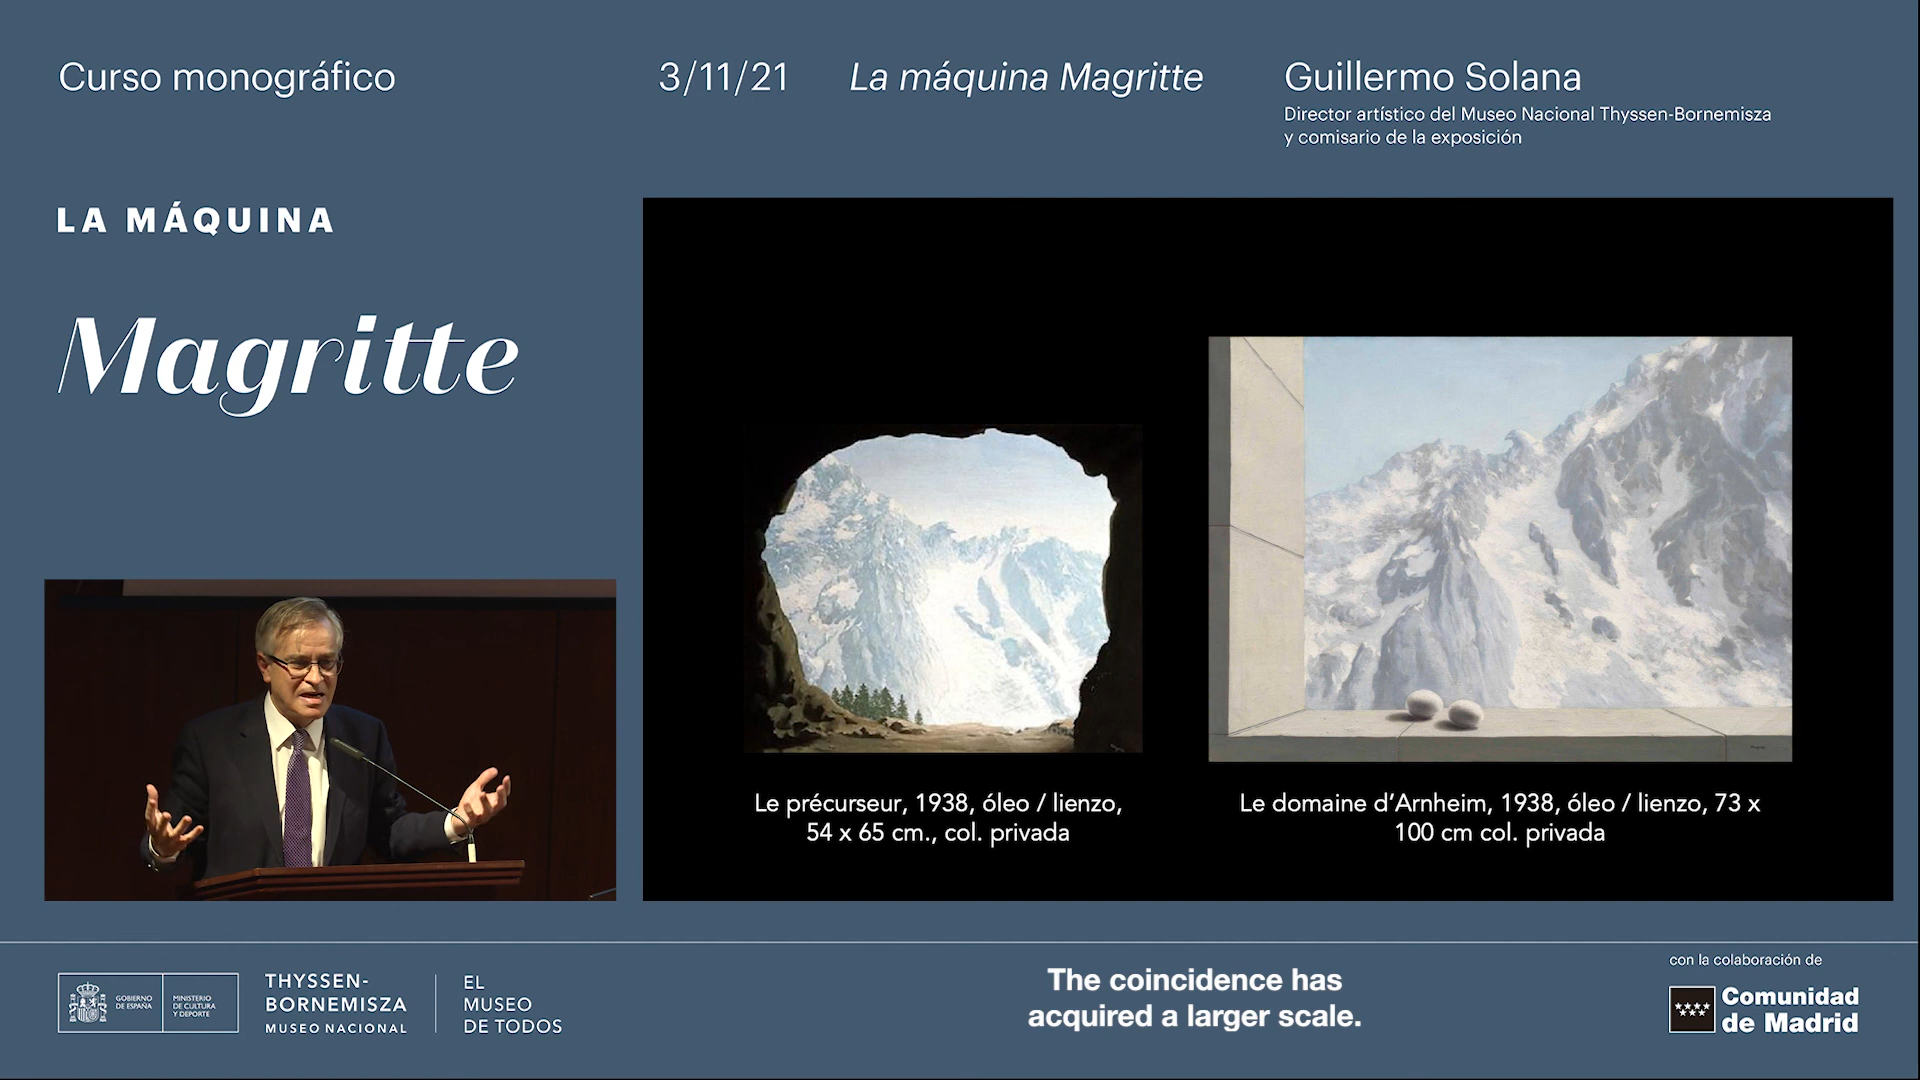 Curso monográfico
3/11/21
La máquina Magritte
Guillermo Solana
Director artístico del Museo Nacional Thyssen-Bornemisza
y comisario de la exposición
LA MÁQUINA
Magritte
Le précurseur, 1938, óleo / lienzo,
54 x 65 cm., col. privada
Le domaine d’Arnheim, 1938, óleo / lienzo, 73 x
100 cm col. privada
GOBIERNO
DE ESPAÑA
MINISTERIO
DE CULTURA
Y DEPORTE
THYSSEN-
BORNEMISZA
MUSEO NACIONAL
EL
MUSEO
DE TODOS
The coincidence has
acquired a larger scale.
con la colaboración de
Comunidad
de Madrid